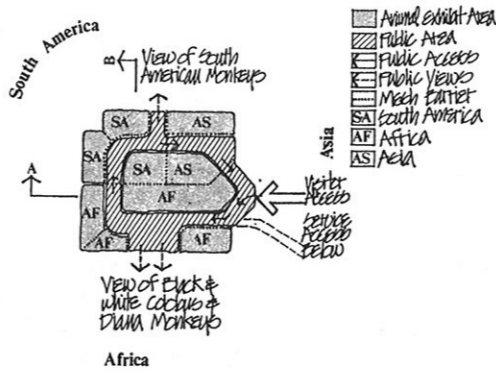 South America
B
View of South
American Monkeys
Animal Exhibit Area
Public Area
Public Access
Public Views
Mesh Barrier
SA South America
AF Africa
AS Asia
SA
AS
SA
SA
AS
AF
A
AF
AF
AF
Asia
Visitor
Access
Service
Access
Below
View of Black &
White Colobus &
Diana Monkeys
Africa